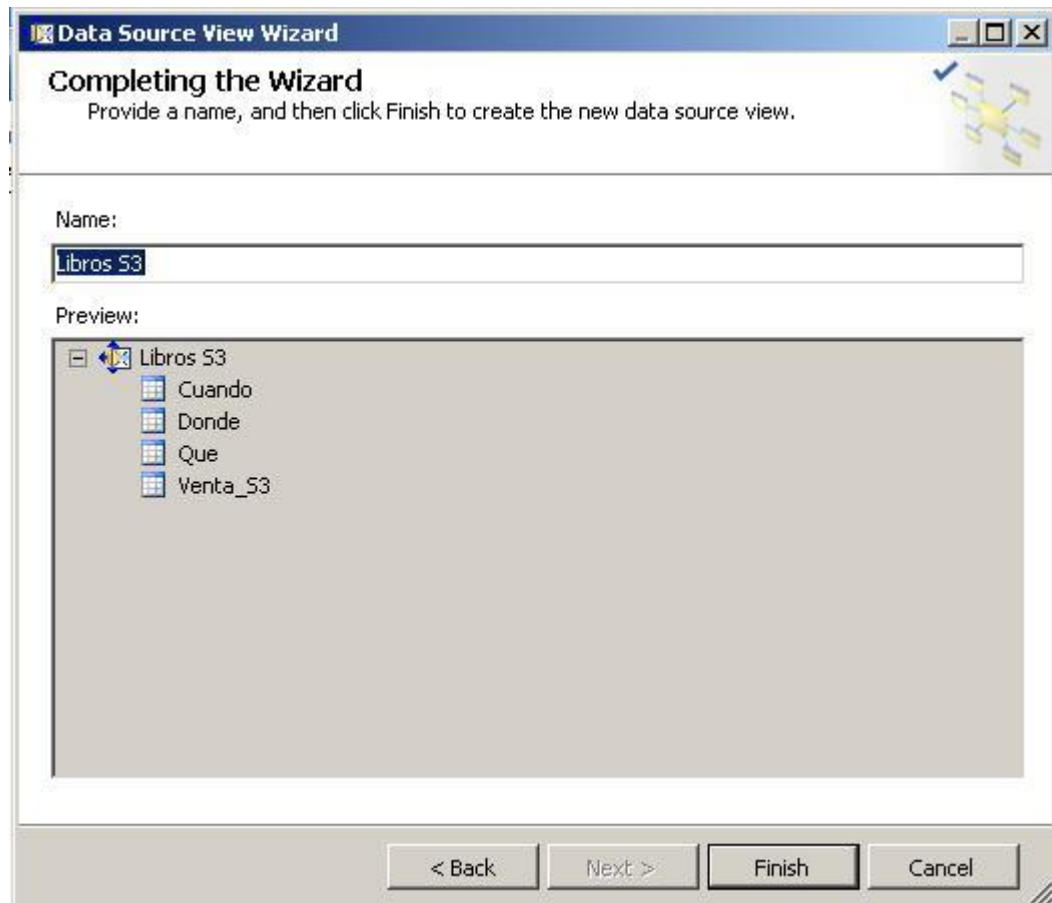 Data Source View Wizard
Completing the Wizard
Provide a name, and then click Finish to create the new data source view.
Name:
Libros S3
Preview:
Libros S3
Cuando
Donde
Que
Venta_S3
< Back Next > Finish Cancel